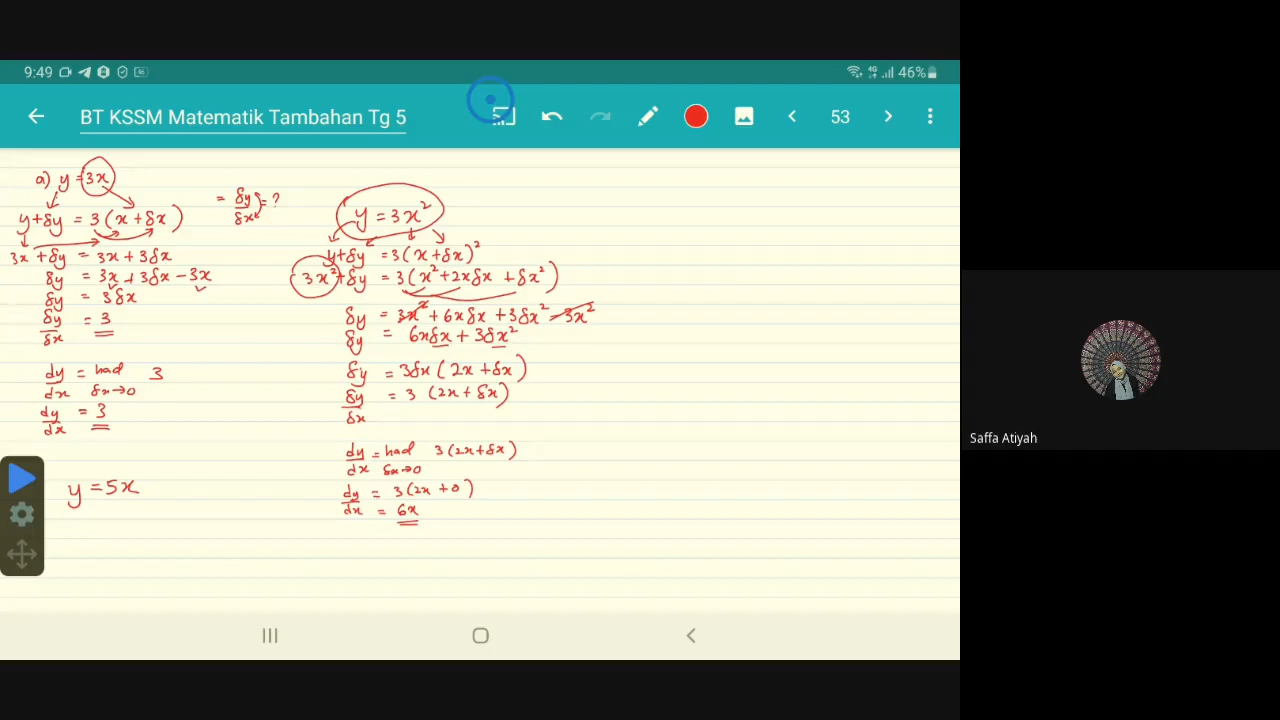 9:49
46%
BT KSSM Matematik Tambahan Tg 5
53
a) y = 3x
y+δy = 3(x+δx)
3x+δy = 3x+3δx
δy = 3x+3δx-3x
δy = 3δx
δy/δx = 3
dy/dx = had δx→0 3
dy/dx = 3
y = 5x
= δy/δx = ?
y = 3x²
y+δy = 3(x+δx)²
3x²+δy = 3(x²+2xδx+δx²)
δy = 3x²+6xδx+3δx²-3x²
δy = 6xδx+3δx²
δy = 3δx(2x+δx)
δy/δx = 3(2x+δx)
dy/dx = had δx→0 3(2x+δx)
dy/dx = 3(2x+0)
dy/dx = 6x
Saffa Atiyah